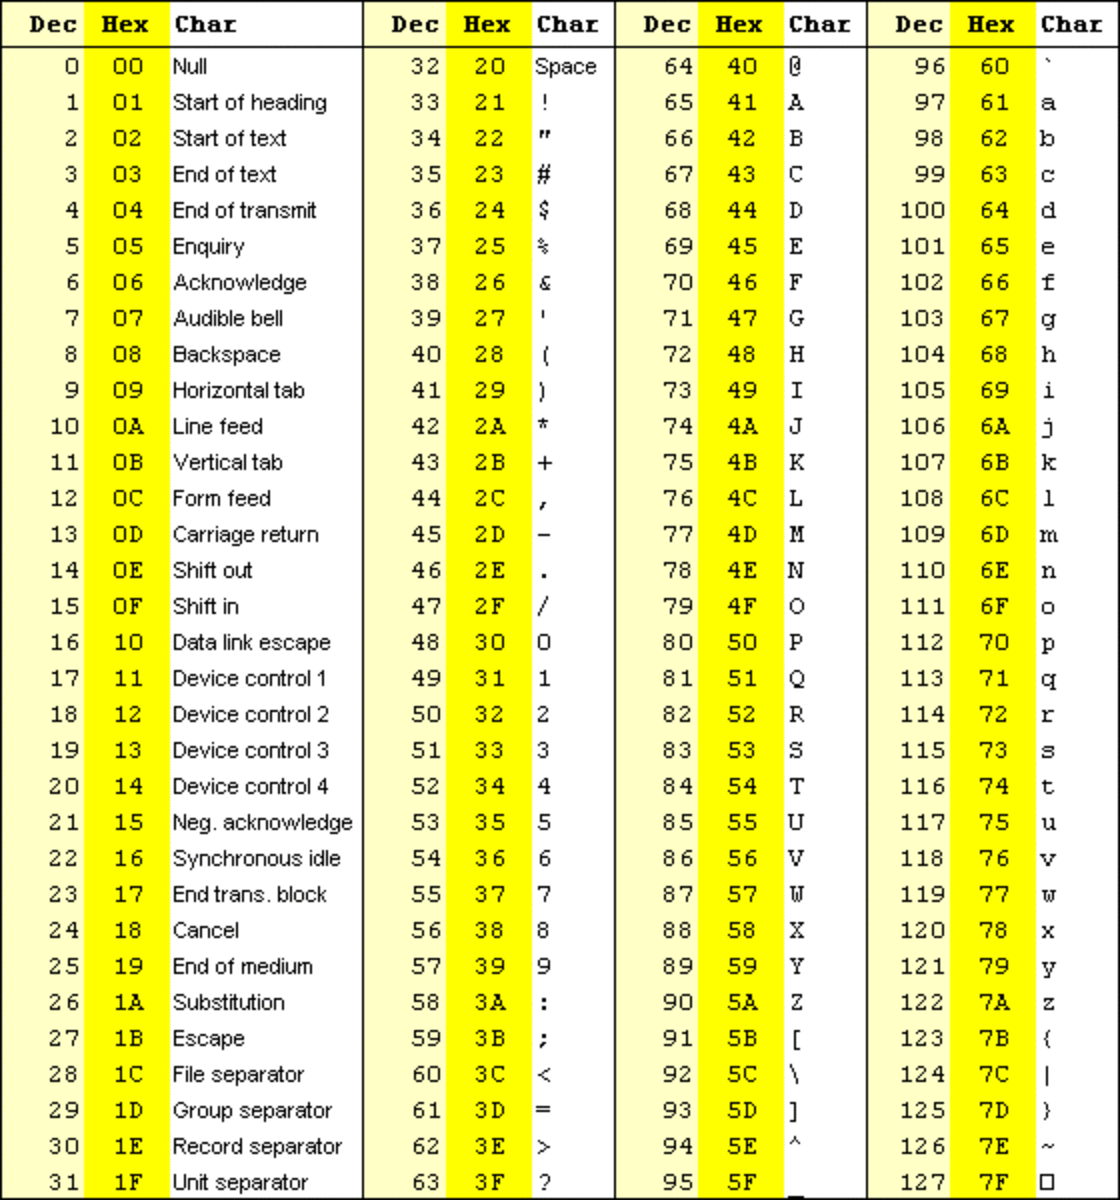 Dec Hex Char Dec Hex Char Dec Hex Char Dec Hex Char
0 00 Null 32 20 Space 64 40 @ 96 60 `
1 01 Start of heading 33 21 ! 65 41 A 97 61 a
2 02 Start of text 34 22 " 66 42 B 98 62 b
3 03 End of text 35 23 # 67 43 C 99 63 c
4 04 End of transmit 36 24 $ 68 44 D 100 64 d
5 05 Enquiry 37 25 % 69 45 E 101 65 e
6 06 Acknowledge 38 26 & 70 46 F 102 66 f
7 07 Audible bell 39 27 ' 71 47 G 103 67 g
8 08 Backspace 40 28 ( 72 48 H 104 68 h
9 09 Horizontal tab 41 29 ) 73 49 I 105 69 i
10 0A Line feed 42 2A * 74 4A J 106 6A j
11 0B Vertical tab 43 2B + 75 4B K 107 6B k
12 0C Form feed 44 2C , 76 4C L 108 6C l
13 0D Carriage return 45 2D - 77 4D M 109 6D m
14 0E Shift out 46 2E . 78 4E N 110 6E n
15 0F Shift in 47 2F / 79 4F O 111 6F o
16 10 Data link escape 48 30 0 80 50 P 112 70 p
17 11 Device control 1 49 31 1 81 51 Q 113 71 q
18 12 Device control 2 50 32 2 82 52 R 114 72 r
19 13 Device control 3 51 33 3 83 53 S 115 73 s
20 14 Device control 4 52 34 4 84 54 T 116 74 t
21 15 Neg. acknowledge 53 35 5 85 55 U 117 75 u
22 16 Synchronous idle 54 36 6 86 56 V 118 76 v
23 17 End trans. block 55 37 7 87 57 W 119 77 w
24 18 Cancel 56 38 8 88 58 X 120 78 x
25 19 End of medium 57 39 9 89 59 Y 121 79 y
26 1A Substitution 58 3A : 90 5A Z 122 7A z
27 1B Escape 59 3B ; 91 5B [ 123 7B {
28 1C File separator 60 3C < 92 5C \ 124 7C |
29 1D Group separator 61 3D = 93 5D ] 125 7D }
30 1E Record separator 62 3E > 94 5E ^ 126 7E ~
31 1F Unit separator 63 3F ? 95 5F _ 127 7F □